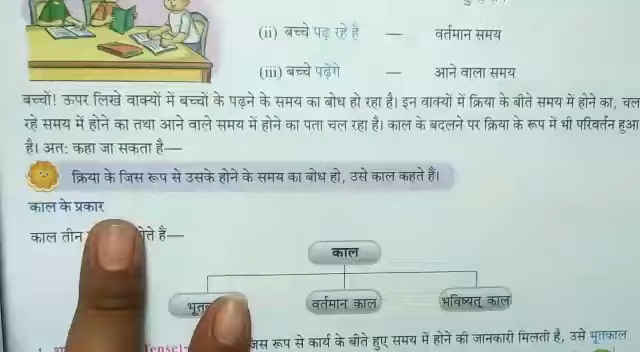 (ii) बच्चे पढ़ रहे हैं — वर्तमान समय
(iii) बच्चे पढ़ेंगे — आने वाला समय
बच्चों! ऊपर लिखे वाक्यों में बच्चों के पढ़ने के समय का बोध हो रहा है। इन वाक्यों में क्रिया के बीते समय में होने का, चल
रहे समय में होने का तथा आने वाले समय में होने का पता चल रहा है। काल के बदलने पर क्रिया के रूप में भी परिवर्तन हुआ
है। अतः कहा जा सकता है—
क्रिया के जिस रूप से उसके होने के समय का बोध हो, उसे काल कहते हैं।
काल के प्रकार
काल तीन होते हैं—
काल
वर्तमान काल भविष्यत् काल
जिस रूप से कार्य के बीते हुए समय में होने की जानकारी मिलती है, उसे भूतकाल